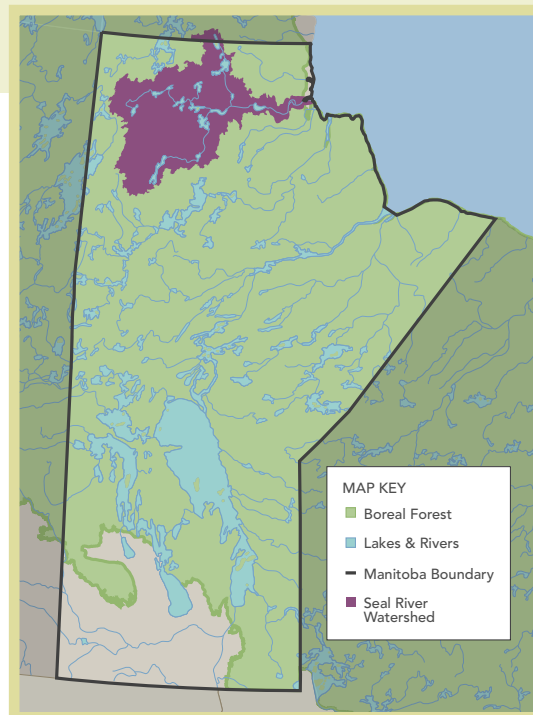 MAP KEY
Boreal Forest
Lakes & Rivers
Manitoba Boundary
Seal River
Watershed